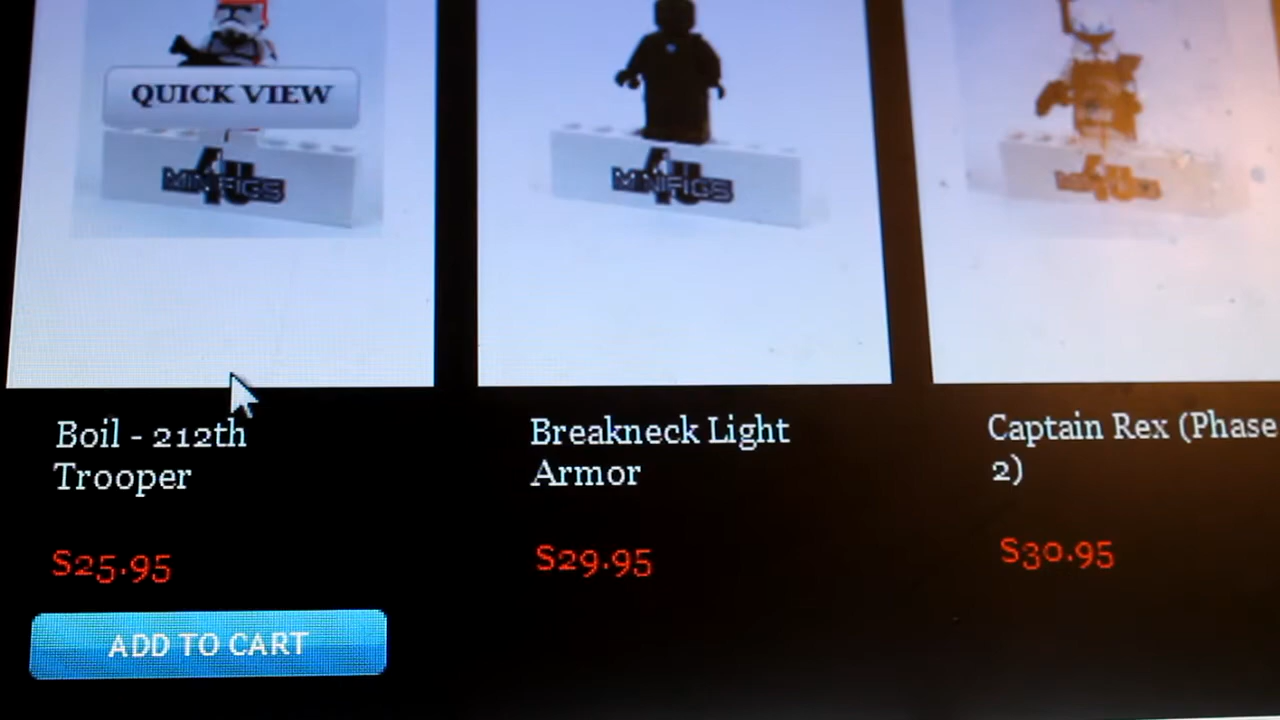 QUICK VIEW
MINIFIGS
MINIFIGS
MINIFIGS
Boil - 212th
Trooper
$25.95
ADD TO CART
Breakneck Light
Armor
$29.95
Captain Rex (Phase
2)
$30.95